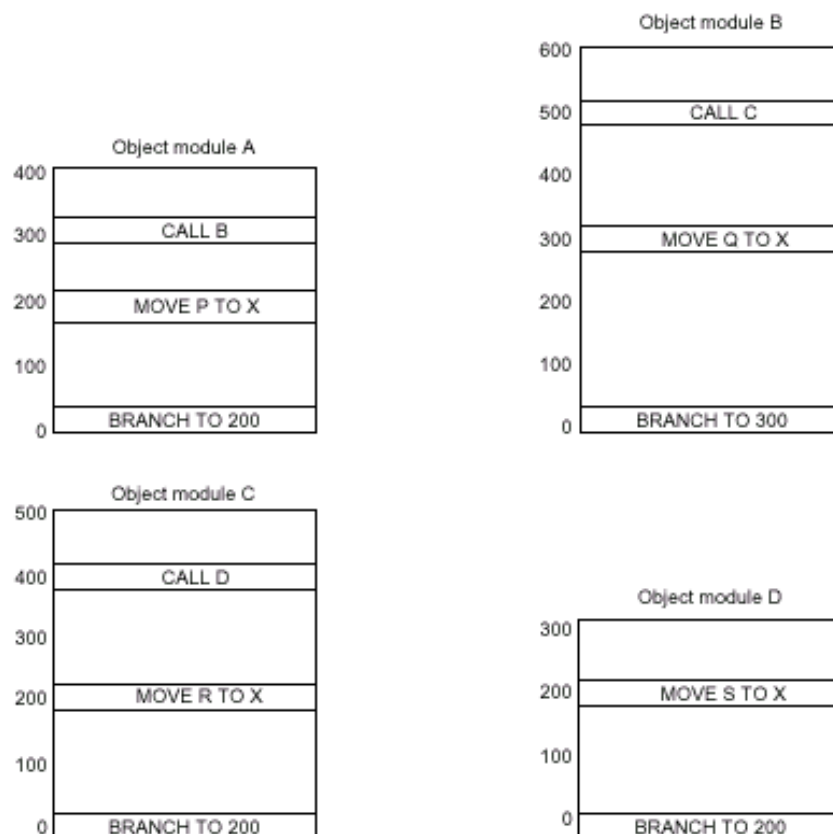 Object module A
400
300
200
100
0
CALL B
MOVE P TO X
BRANCH TO 200
Object module B
600
500
400
300
200
100
0
CALL C
MOVE Q TO X
BRANCH TO 300
Object module C
500
400
300
200
100
0
CALL D
MOVE R TO X
BRANCH TO 200
Object module D
300
200
100
0
MOVE S TO X
BRANCH TO 200